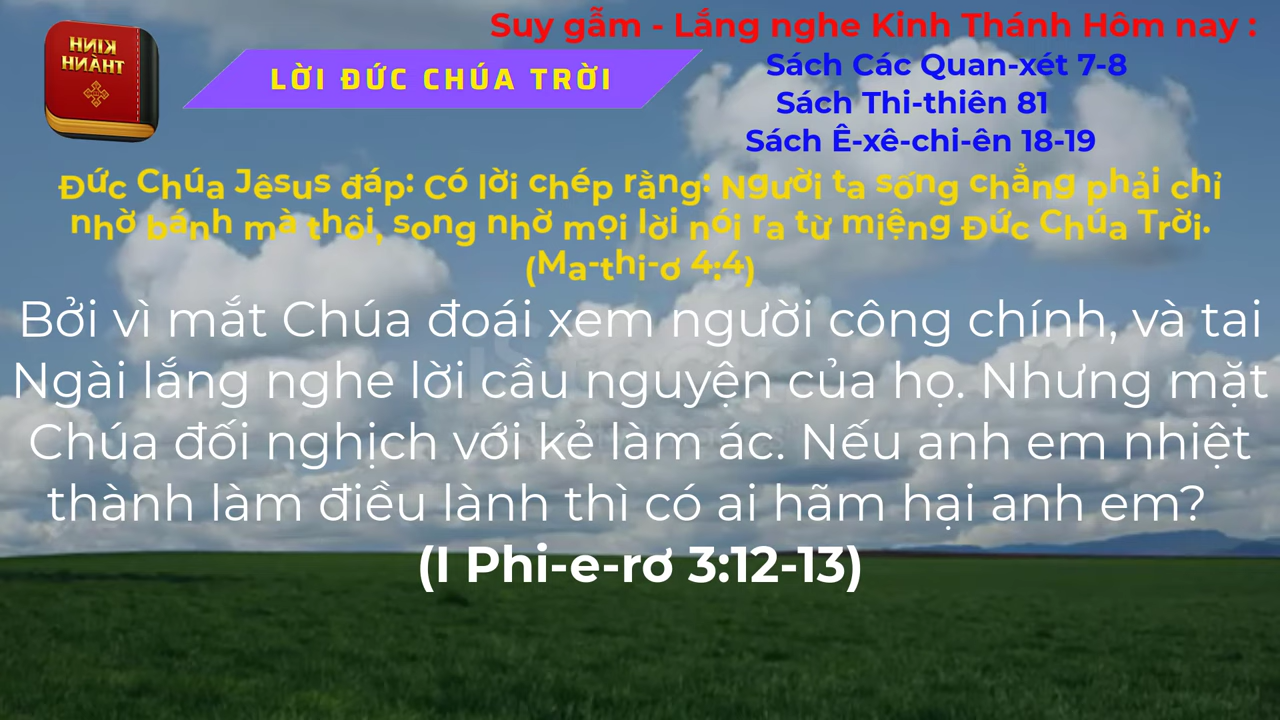 Suy gẫm - Lắng nghe Kinh Thánh Hôm nay :
KINH
THÀNH
LỜI ĐỨC CHÚA TRỜI
Sách Các Quan-xét 7-8
Sách Thi-thiên 81
Sách Ê-xê-chi-ên 18-19
Đức Chúa Jêsus đáp: Có lời chép rằng: Người ta sống chẳng phải chỉ
nhờ bánh mà thôi, song nhờ mọi lời nói ra từ miệng Đức Chúa Trời.
(Ma-thi-ơ 4:4)
Bởi vì mắt Chúa đoái xem người công chính, và tai
Ngài lắng nghe lời cầu nguyện của họ. Nhưng mặt
Chúa đối nghịch với kẻ làm ác. Nếu anh em nhiệt
thành làm điều lành thì có ai hãm hại anh em?
(I Phi-e-rơ 3:12-13)